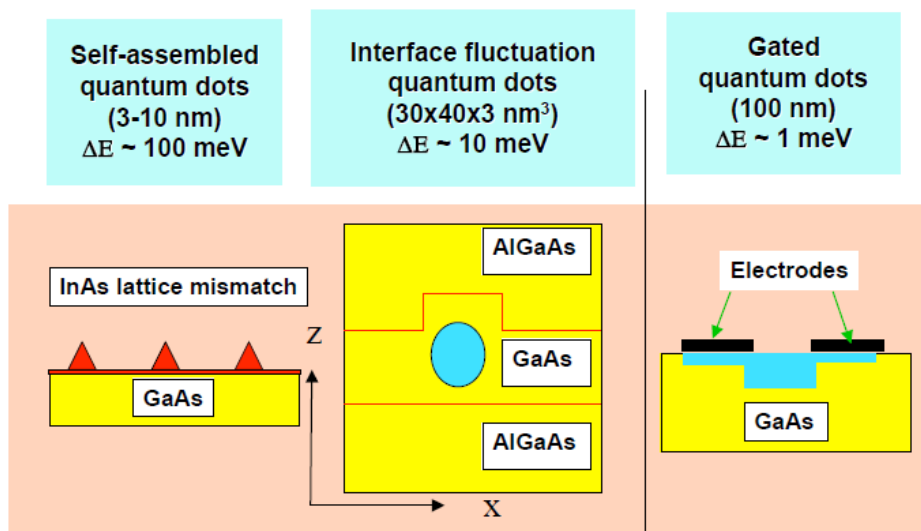 Self-assembled
quantum dots
(3-10 nm)
ΔE ~ 100 meV
Interface fluctuation
quantum dots
(30x40x3 nm³)
ΔE ~ 10 meV
Gated
quantum dots
(100 nm)
ΔE ~ 1 meV
InAs lattice mismatch
GaAs
Z
X
AlGaAs
GaAs
AlGaAs
Electrodes
GaAs